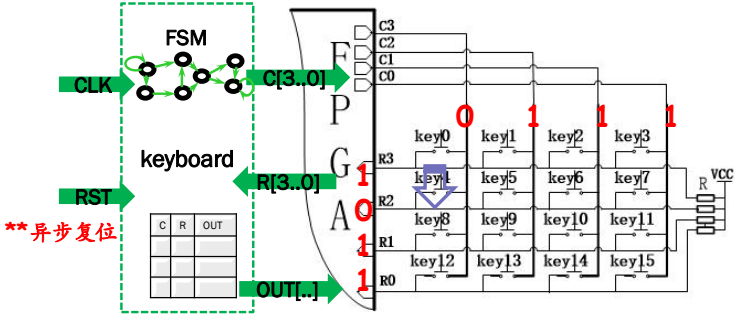 FSM
CLK
C[3..0]
keyboard
R[3..0]
RST
**异步复位
C R OUT
OUT[..]
F
P
G
A
C3
C2
C1
C0
0 1 1 1
key0 key1 key2 key3
R3
1
key4 key5 key6 key7
R2
0
key8 key9 key10 key11
R1
1
key12 key13 key14 key15
R0
1
R
VCC